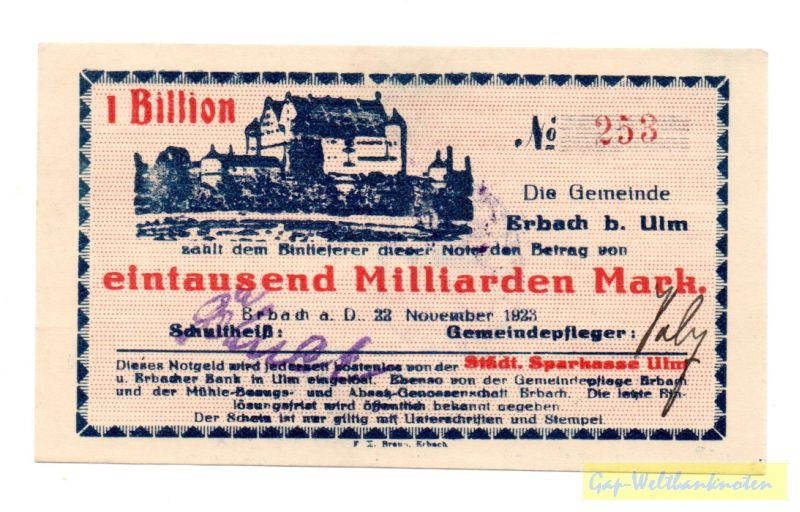 1 Billion
№ 253
Die Gemeinde
Erbach b. Ulm
zahlt dem Einlieferer dieser Note den Betrag von
eintausend Milliarden Mark.
Erbach a. D. 22 November 1923
Schultheiß: Gemeindepfleger:
Dieses Notgeld wird jederzeit kostenlos von der Städt. Sparkasse Ulm
u. Erbacher Bank in Ulm eingelöst. Ebenso von der Gemeindepflege Erbach
und der Mühle-Bezugs- und Absatz-Genossenschaft Erbach. Die letzte Ein-
lösungsfrist wird öffentlich bekannt gegeben
Der Schein ist nur gültig mit Unterschriften und Stempel
F. X. Braun, Erbach
Gap-Weltbanknoten